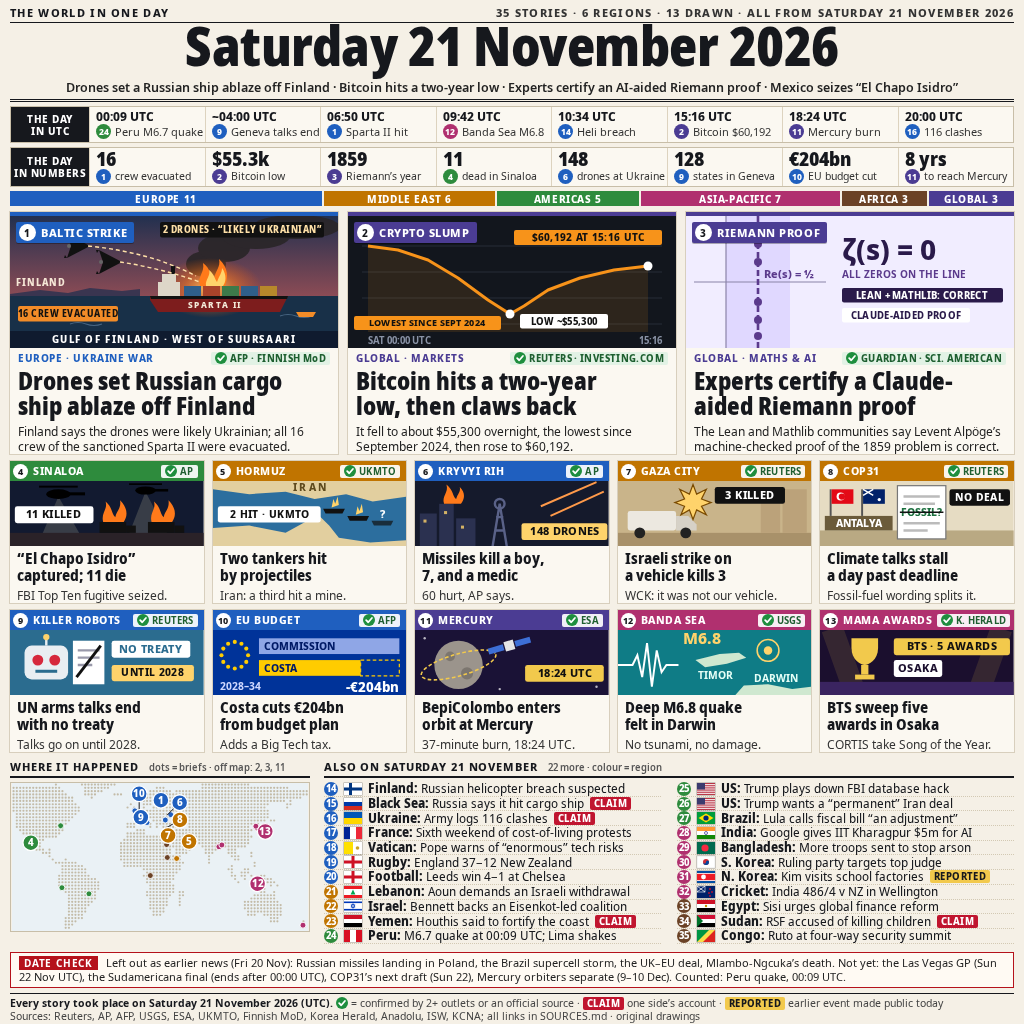 THE WORLD IN ONE DAY
35 STORIES · 6 REGIONS · 13 DRAWN · ALL FROM SATURDAY 21 NOVEMBER 2026
Saturday 21 November 2026
Drones set a Russian ship ablaze off Finland · Bitcoin hits a two-year low · Experts certify an AI-aided Riemann proof · Mexico seizes “El Chapo Isidro”
THE DAY
IN UTC
00:09 UTC
24 Peru M6.7 quake
~04:00 UTC
9 Geneva talks end
06:50 UTC
1 Sparta II hit
09:42 UTC
12 Banda Sea M6.8
10:34 UTC
14 Heli breach
15:16 UTC
2 Bitcoin $60,192
18:24 UTC
11 Mercury burn
20:00 UTC
16 116 clashes
THE DAY
IN NUMBERS
16
1 crew evacuated
$55.3k
2 Bitcoin low
1859
3 Riemann’s year
11
4 dead in Sinaloa
148
6 drones at Ukraine
128
9 states in Geneva
€204bn
10 EU budget cut
8 yrs
11 to reach Mercury
EUROPE 11
MIDDLE EAST 6
AMERICAS 5
ASIA-PACIFIC 7
AFRICA 3
GLOBAL 3
1 BALTIC STRIKE
2 DRONES · “LIKELY UKRAINIAN”
FINLAND
SPARTA II
16 CREW EVACUATED
GULF OF FINLAND · WEST OF SUURSAARI
EUROPE · UKRAINE WAR
AFP · FINNISH MoD
Drones set Russian cargo
ship ablaze off Finland
Finland says the drones were likely Ukrainian; all 16
crew of the sanctioned Sparta II were evacuated.
2 CRYPTO SLUMP
$60,192 AT 15:16 UTC
LOWEST SINCE SEPT 2024
LOW ~$55,300
SAT 00:00 UTC
15:16
GLOBAL · MARKETS
REUTERS · INVESTING.COM
Bitcoin hits a two-year
low, then claws back
It fell to about $55,300 overnight, the lowest since
September 2024, then rose to $60,192.
3 RIEMANN PROOF
Re(s) = ½
ζ(s) = 0
ALL ZEROS ON THE LINE
LEAN + MATHLIB: CORRECT
CLAUDE-AIDED PROOF
GLOBAL · MATHS & AI
GUARDIAN · SCI. AMERICAN
Experts certify a Claude-
aided Riemann proof
The Lean and Mathlib communities say Levent Alpöge’s
machine-checked proof of the 1859 problem is correct.
4 SINALOA
AP
11 KILLED
“El Chapo Isidro”
captured; 11 die
FBI Top Ten fugitive seized.
5 HORMUZ
UKMTO
IRAN
2 HIT · UKMTO
?
Two tankers hit
by projectiles
Iran: a third hit a mine.
6 KRYVYI RIH
AP
148 DRONES
Missiles kill a boy,
7, and a medic
60 hurt, AP says.
7 GAZA CITY
REUTERS
3 KILLED
Israeli strike on
a vehicle kills 3
WCK: it was not our vehicle.
8 COP31
REUTERS
NO DEAL
FOSSIL?
ANTALYA
Climate talks stall
a day past deadline
Fossil-fuel wording splits it.
9 KILLER ROBOTS
REUTERS
NO TREATY
UNTIL 2028
UN arms talks end
with no treaty
Talks go on until 2028.
10 EU BUDGET
AFP
COMMISSION
COSTA
2028–34
-€204bn
Costa cuts €204bn
from budget plan
Adds a Big Tech tax.
11 MERCURY
ESA
18:24 UTC
BepiColombo enters
orbit at Mercury
37-minute burn, 18:24 UTC.
12 BANDA SEA
USGS
M6.8
TIMOR
DARWIN
Deep M6.8 quake
felt in Darwin
No tsunami, no damage.
13 MAMA AWARDS
K. HERALD
BTS · 5 AWARDS
OSAKA
BTS sweep five
awards in Osaka
CORTIS take Song of the Year.
WHERE IT HAPPENED dots = briefs · off map: 2, 3, 11
10
1
6
9
8
7
5
4
13
12
ALSO ON SATURDAY 21 NOVEMBER 22 more · colour = region
14 Finland: Russian helicopter breach suspected
15 Black Sea: Russia says it hit cargo ship CLAIM
16 Ukraine: Army logs 116 clashes CLAIM
17 France: Sixth weekend of cost-of-living protests
18 Vatican: Pope warns of “enormous” tech risks
19 Rugby: England 37–12 New Zealand
20 Football: Leeds win 4–1 at Chelsea
21 Lebanon: Aoun demands an Israeli withdrawal
22 Israel: Bennett backs an Eisenkot-led coalition
23 Yemen: Houthis said to fortify the coast CLAIM
24 Peru: M6.7 quake at 00:09 UTC; Lima shakes
25 US: Trump plays down FBI database hack
26 US: Trump wants a “permanent” Iran deal
27 Brazil: Lula calls fiscal bill “an adjustment”
28 India: Google gives IIT Kharagpur $5m for AI
29 Bangladesh: More troops sent to stop arson
30 S. Korea: Ruling party targets top judge
31 N. Korea: Kim visits school factories REPORTED
32 Cricket: India 486/4 v NZ in Wellington
33 Egypt: Sisi urges global finance reform
34 Sudan: RSF accused of killing children CLAIM
35 Congo: Ruto at four-way security summit
DATE CHECK Left out as earlier news (Fri 20 Nov): Russian missiles landing in Poland, the Brazil supercell storm, the UK–EU deal, Mlambo-Ngcuka’s death. Not yet: the Las Vegas GP (Sun
22 Nov UTC), the Sudamericana final (ends after 00:00 UTC), COP31’s next draft (Sun 22), Mercury orbiters separate (9–10 Dec). Counted: Peru quake, 00:09 UTC.
Every story took place on Saturday 21 November 2026 (UTC). = confirmed by 2+ outlets or an official source · CLAIM one side’s account · REPORTED earlier event made public today
Sources: Reuters, AP, AFP, USGS, ESA, UKMTO, Finnish MoD, Korea Herald, Anadolu, ISW, KCNA; all links in SOURCES.md · original drawings